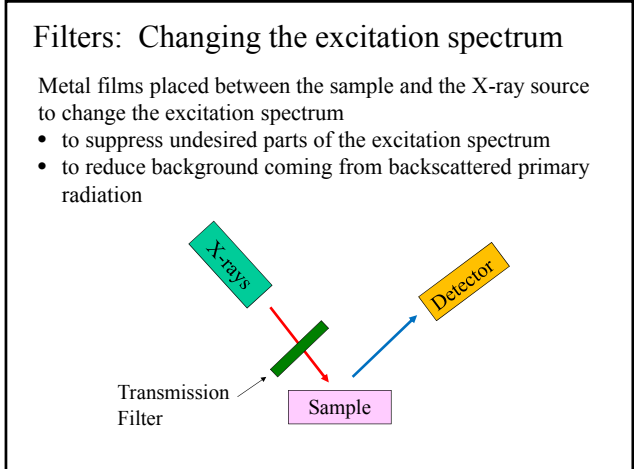 Filters: Changing the excitation spectrum
Metal films placed between the sample and the X-ray source
to change the excitation spectrum
• to suppress undesired parts of the excitation spectrum
• to reduce background coming from backscattered primary
radiation
X-rays
Detector
Transmission
Filter
Sample